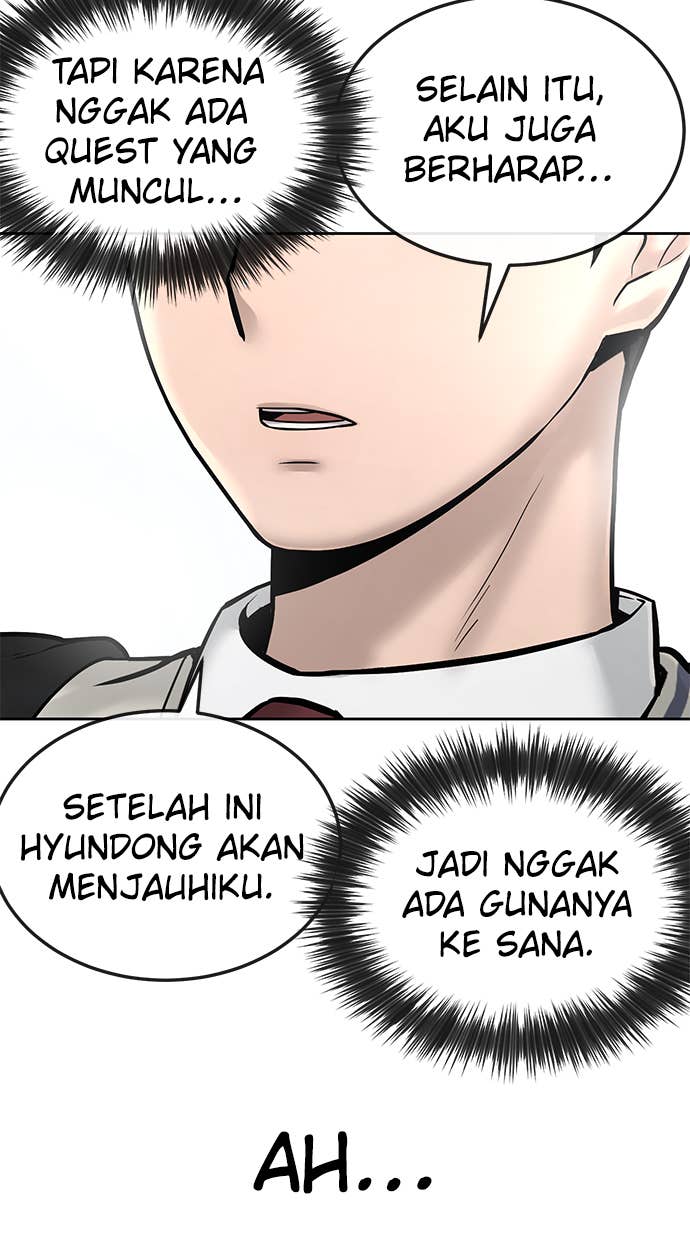 TAPI KARENA
NGGAK ADA
QUEST YANG
MUNCUL...
SELAIN ITU,
AKU JUGA
BERHARAP...
SETELAH INI
HYUNDONG AKAN
MENJAUHIKU.
JADI NGGAK
ADA GUNANYA
KE SANA.
AH...